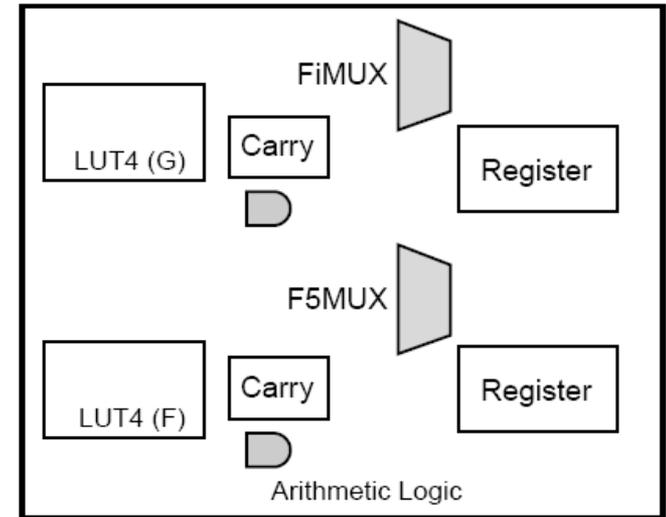 FiMUX
Carry
LUT4 (G)
Register
F5MUX
Carry
Register
LUT4 (F)
Arithmetic Logic